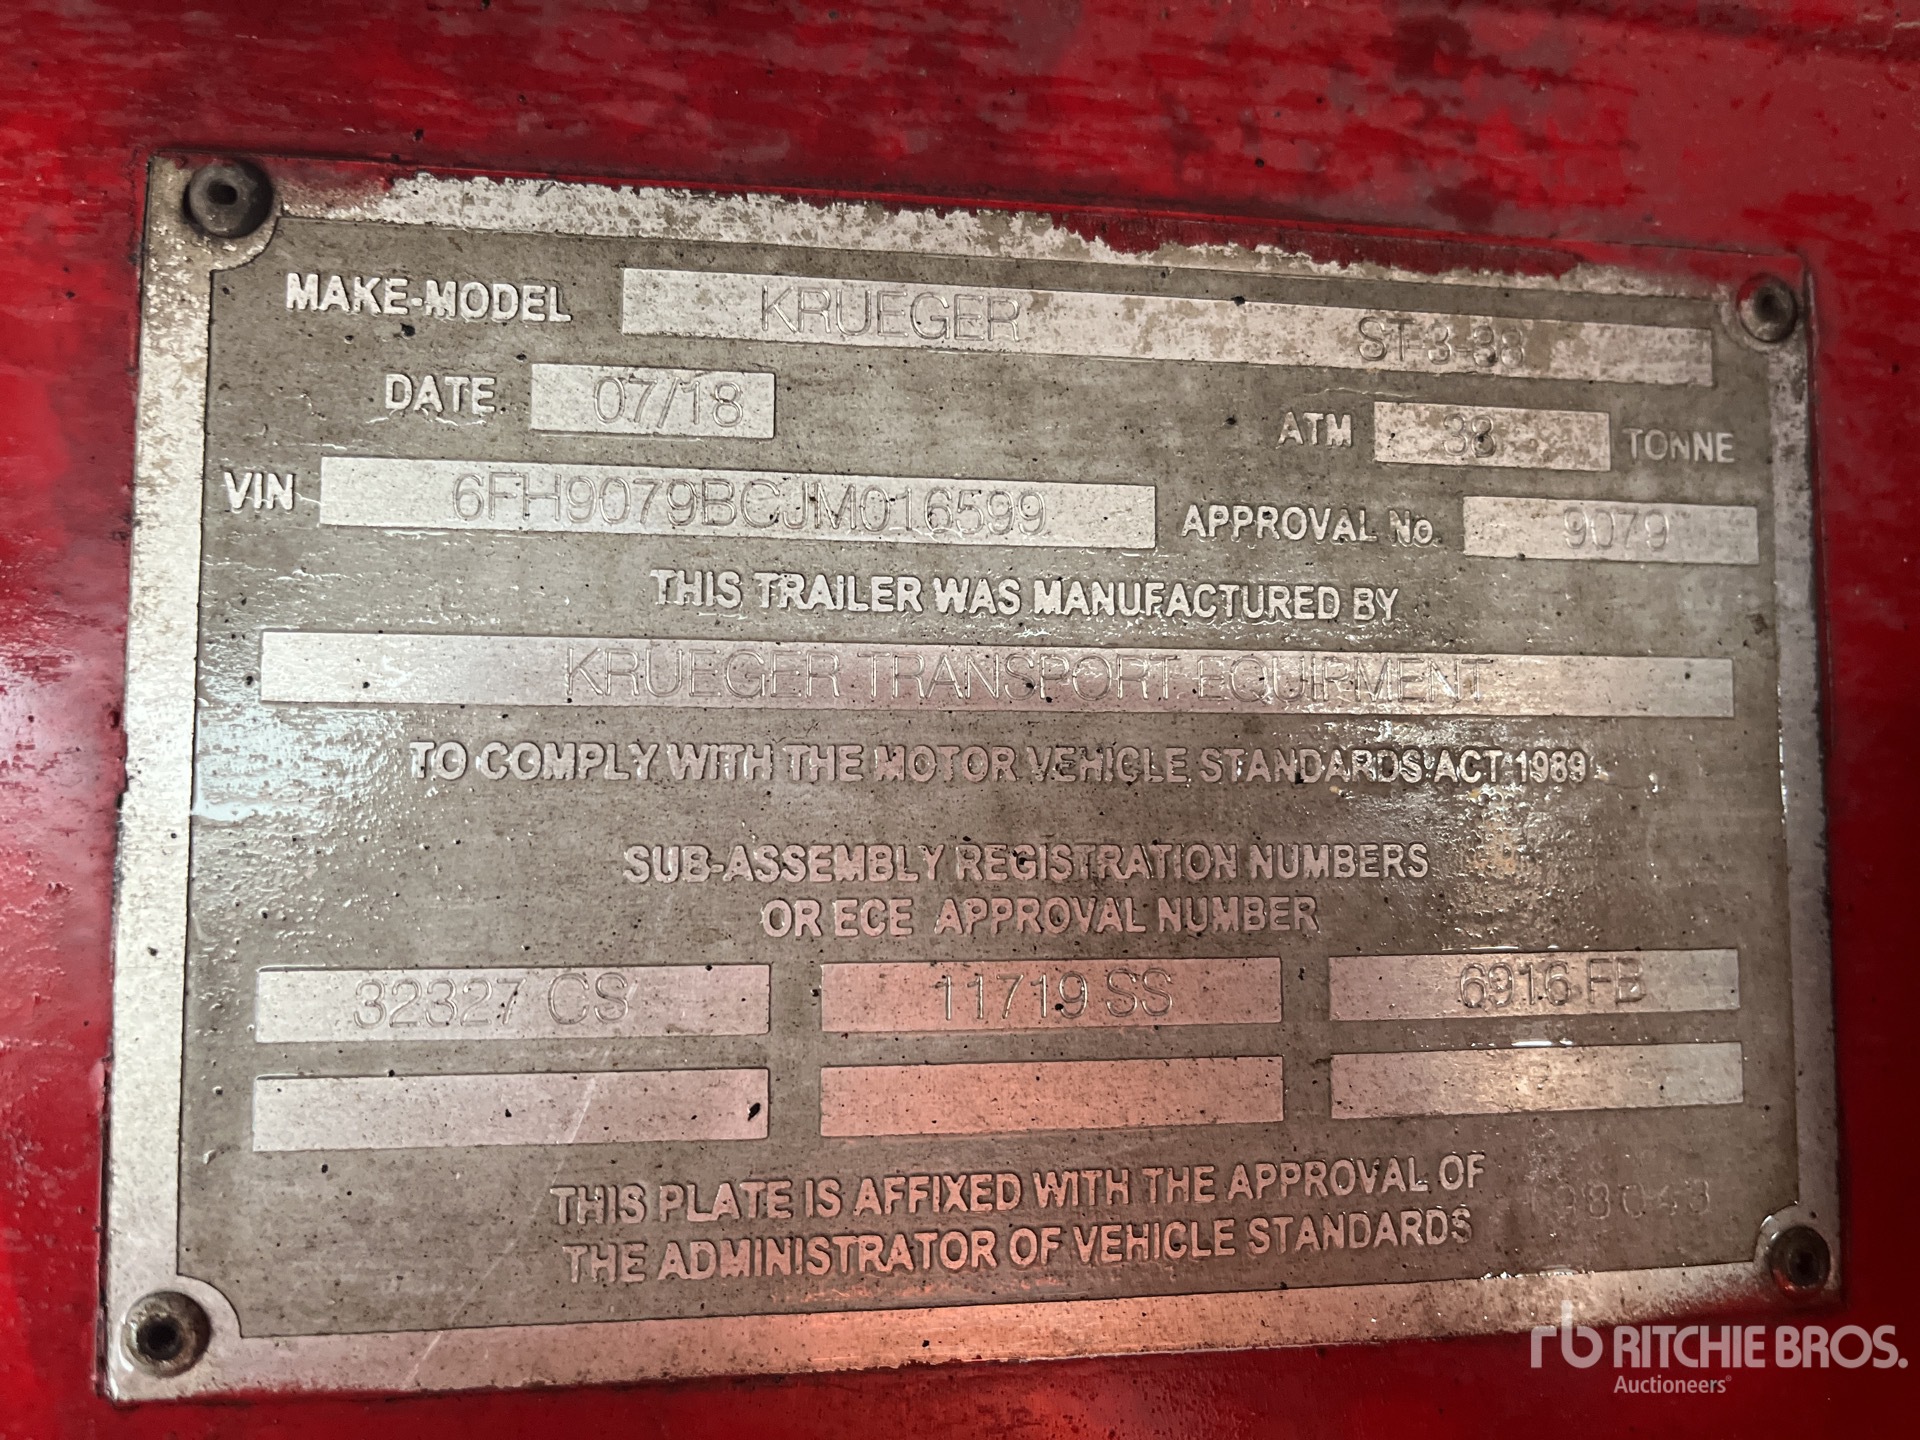 MAKE-MODEL KRUEGER ST-3-38
DATE 07/18 ATM 38 TONNE
VIN 6FH9079BCJM016599 APPROVAL No. 9079
THIS TRAILER WAS MANUFACTURED BY
KRUEGER TRANSPORT EQUIPMENT
TO COMPLY WITH THE MOTOR VEHICLE STANDARDS ACT 1989
SUB-ASSEMBLY REGISTRATION NUMBERS
OR ECE APPROVAL NUMBER
32327 CS 11719 SS 6916 FB
THIS PLATE IS AFFIXED WITH THE APPROVAL OF
THE ADMINISTRATOR OF VEHICLE STANDARDS
rb RITCHIE BROS.
Auctioneers